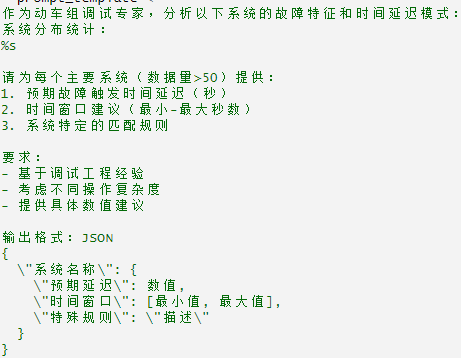 prompt_template <
作为动车组调试专家，分析以下系统的故障特征和时间延迟模式：
系统分布统计：
%s
请为每个主要系统（数据量>50）提供：
1. 预期故障触发时间延迟（秒）
2. 时间窗口建议（最小-最大秒数）
3. 系统特定的匹配规则
要求：
- 基于调试工程经验
- 考虑不同操作复杂度
- 提供具体数值建议
输出格式：JSON
{
  \"系统名称\": {
    \"预期延迟\": 数值,
    \"时间窗口\": [最小值, 最大值],
    \"特殊规则\": \"描述\"
  }
}